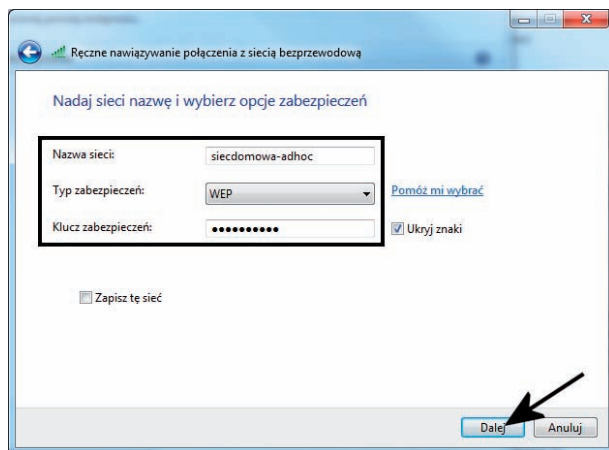 Ręczne nawiązywanie połączenia z siecią bezprzewodową
Nadaj sieci nazwę i wybierz opcje zabezpieczeń
Nazwa sieci: siecdomowa-adhoc
Typ zabezpieczeń: WEP Pomóż mi wybrać
Klucz zabezpieczeń: ●●●●●●●●●● Ukryj znaki
Zapisz tę sieć
Dalej Anuluj